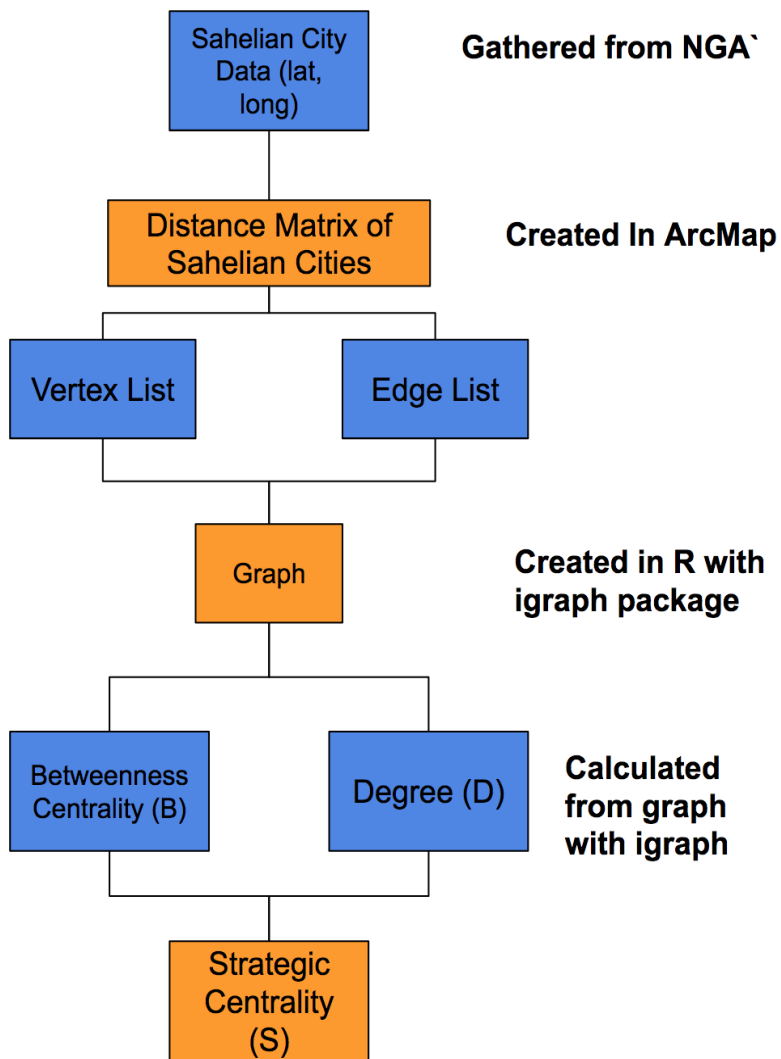 Sahelian City
Data (lat,
long)
Gathered from NGA`
Distance Matrix of
Sahelian Cities
Created In ArcMap
Vertex List
Edge List
Graph
Created in R with
igraph package
Betweenness
Centrality (B)
Degree (D)
Calculated
from graph
with igraph
Strategic
Centrality
(S)